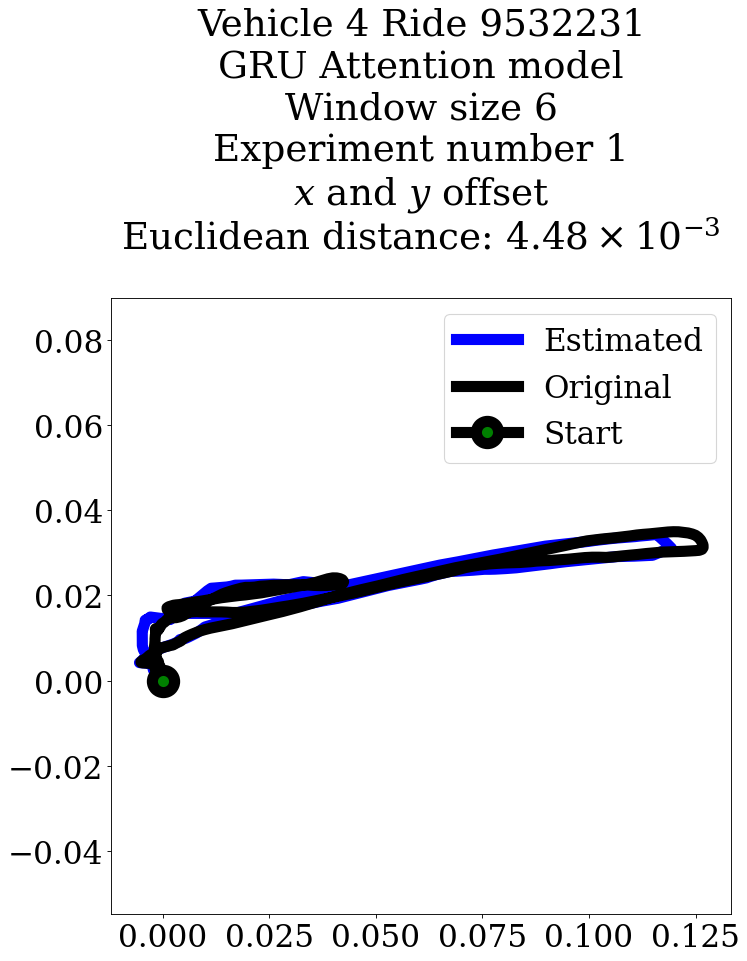 Vehicle 4 Ride 9532231
GRU Attention model
Window size 6
Experiment number 1
x and y offset
Euclidean distance: 4.48 × 10⁻³
Estimated
Original
Start
0.08
0.06
0.04
0.02
0.00
−0.02
−0.04
0.000 0.025 0.050 0.075 0.100 0.125